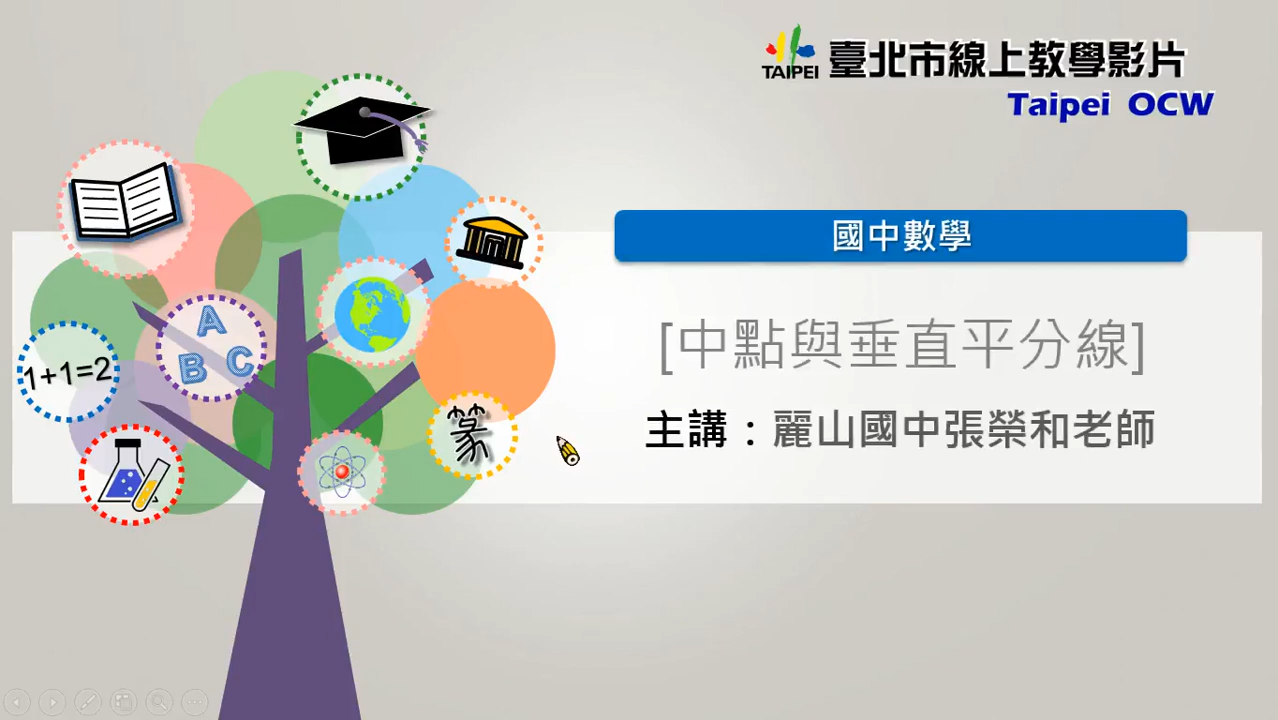 TAIPEI
臺北市線上教學影片
Taipei OCW
國中數學
[中點與垂直平分線]
主講：麗山國中張榮和老師
A
B C
1+1=2
篆